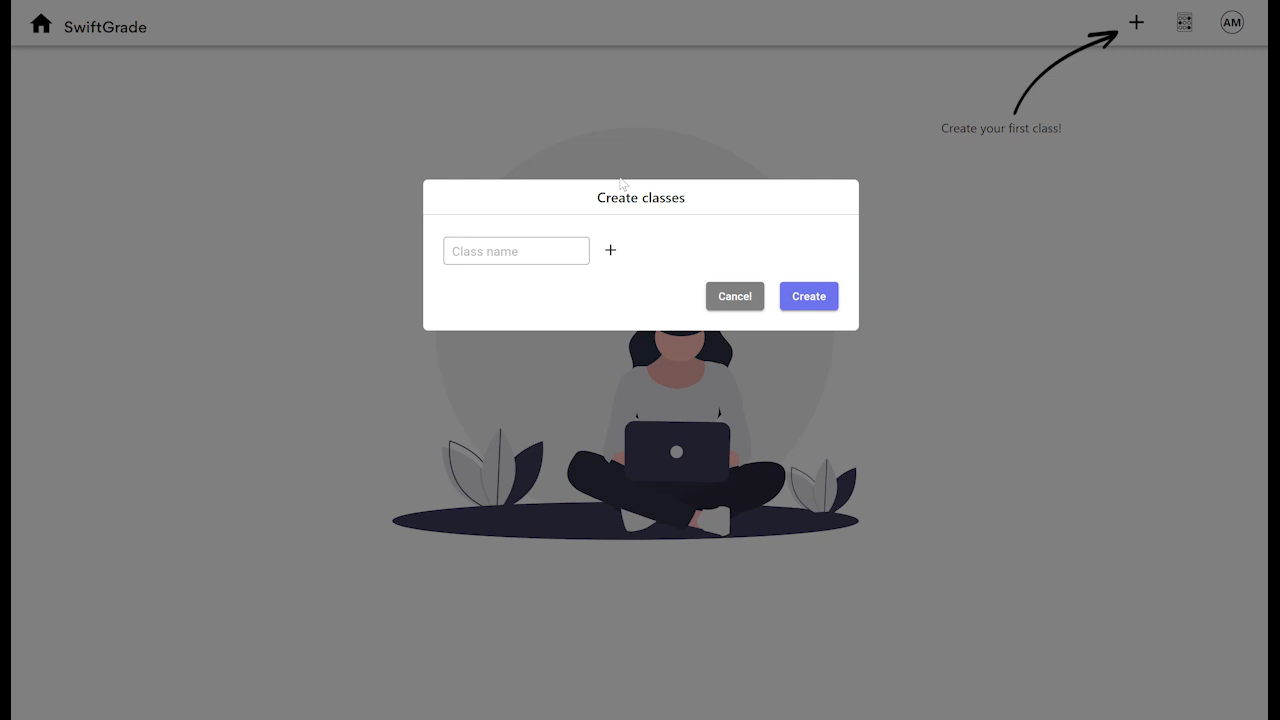 SwiftGrade
AM
Create your first class!
Create classes
Class name
Cancel
Create